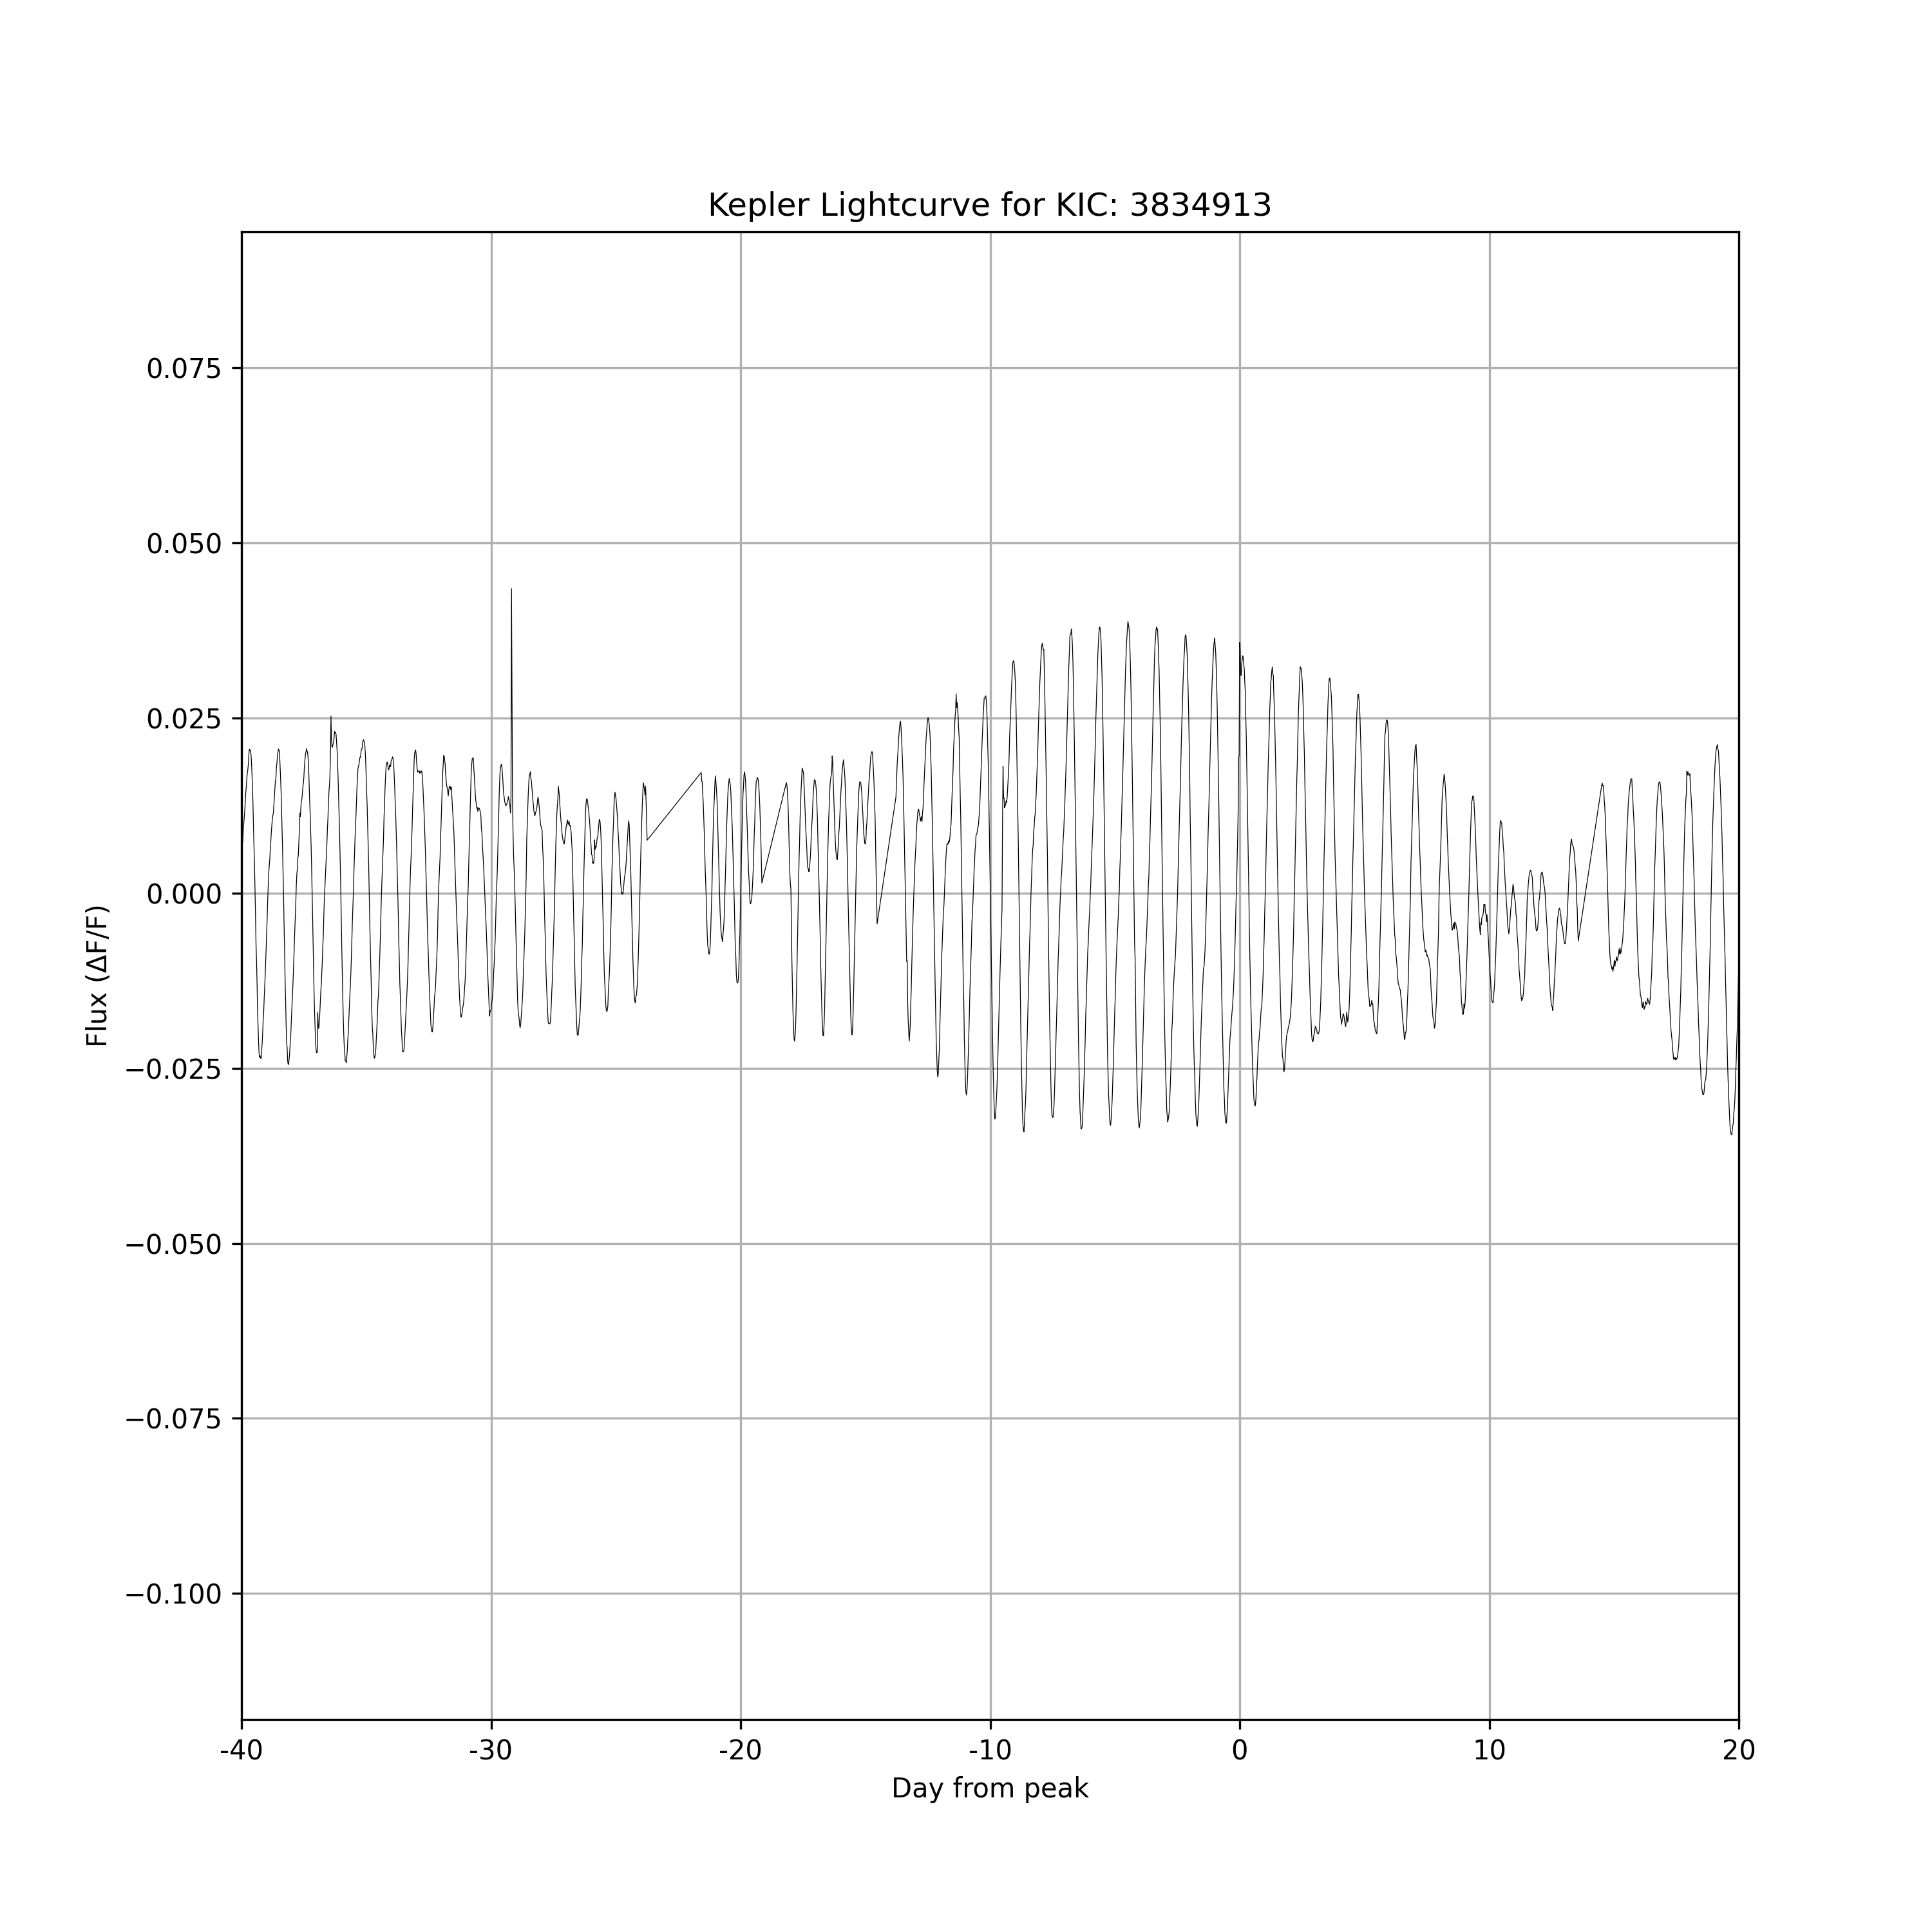 Kepler Lightcurve for KIC: 3834913
Flux (ΔF/F)
0.075
0.050
0.025
0.000
−0.025
−0.050
−0.075
−0.100
-40 -30 -20 -10 0 10 20
Day from peak